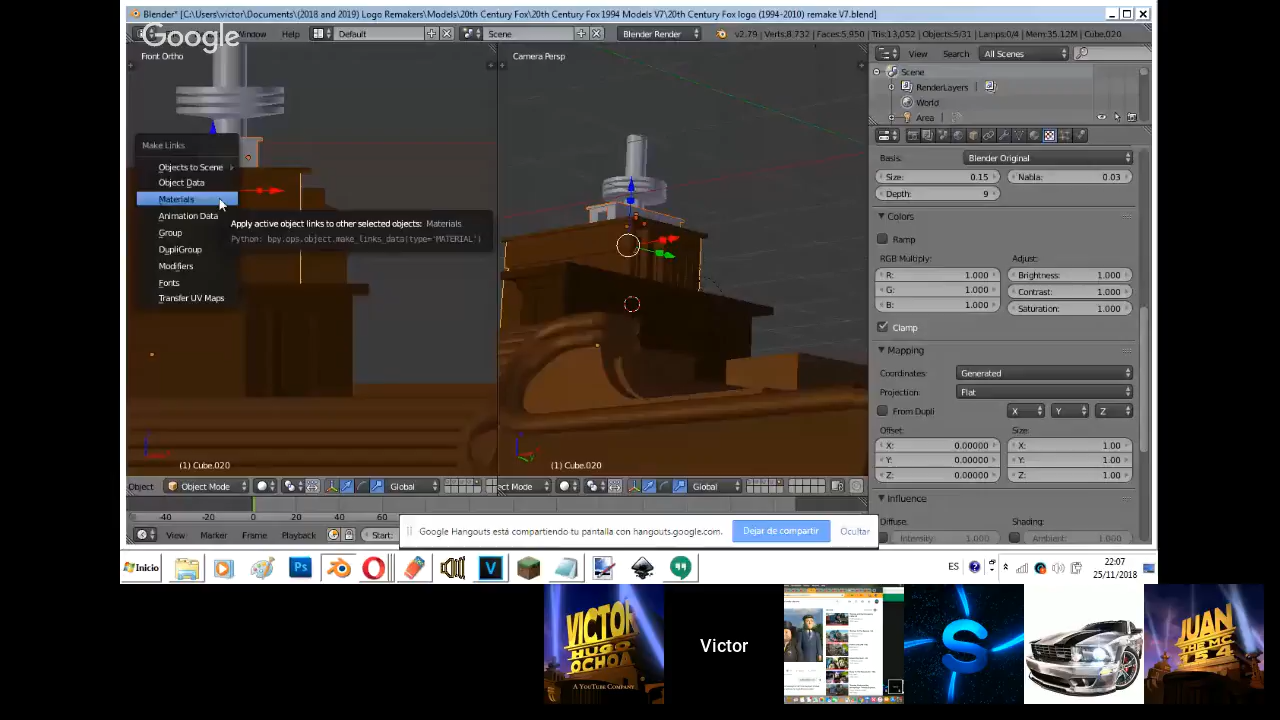 Blender* [C:\Users\victor\Documents\(2018 and 2019) Logo Remakers\Models\20th Century Fox\20th Century Fox 1994 Models V7\20th Century Fox logo (1994-2010) remake V7.blend]
Google
Window Help Default Scene Blender Render v2.79 | Verts:8,732 | Faces:5,950 | Tris:13,052 | Objects:5/31 | Lamps:0/4 | Mem:35.12M | Cube.020
Front Ortho
Camera Persp
View Search All Scenes
Scene
RenderLayers
World
Area
Make Links
Objects to Scene
Object Data
Materials
Animation Data
Group
DupliGroup
Modifiers
Fonts
Transfer UV Maps
Apply active object links to other selected objects: Materials
Python: bpy.ops.object.make_links_data(type='MATERIAL')
Basis: Blender Original
Size: 0.15 Nabla: 0.03
Depth: 9
Colors
Ramp
RGB Multiply: Adjust:
R: 1.000 Brightness: 1.000
G: 1.000 Contrast: 1.000
B: 1.000 Saturation: 1.000
Clamp
Mapping
Coordinates: Generated
Projection: Flat
From Dupli X Y Z
Offset: Size:
X: 0.00000 X: 1.00
Y: 0.00000 Y: 1.00
Z: 0.00000 Z: 1.00
Influence
Diffuse: Shading:
Intensity: 1.000 Ambient: 1.000
(1) Cube.020
(1) Cube.020
Object Object Mode Global
ect Mode Global
-40 -20 0 20 40 60
View Marker Frame Playback Start:
Google Hangouts está compartiendo tu pantalla con hangouts.google.com.
Dejar de compartir
Ocultar
Inicio
Ps
V
ES
22:07
25/11/2018
VICTOR
A YOUTUBE COMPANY
Victor
JUAN
THE 4